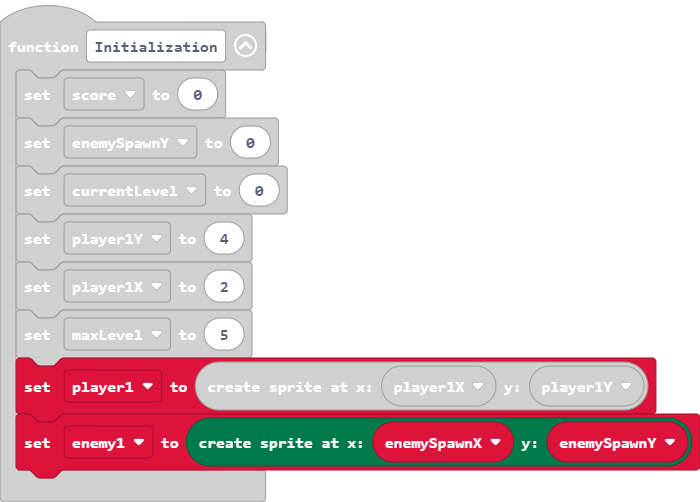 function Initialization
set score to 0
set enemySpawnY to 0
set currentLevel to 0
set player1Y to 4
set player1X to 2
set maxLevel to 5
set player1 to create sprite at x: player1X y: player1Y
set enemy1 to create sprite at x: enemySpawnX y: enemySpawnY